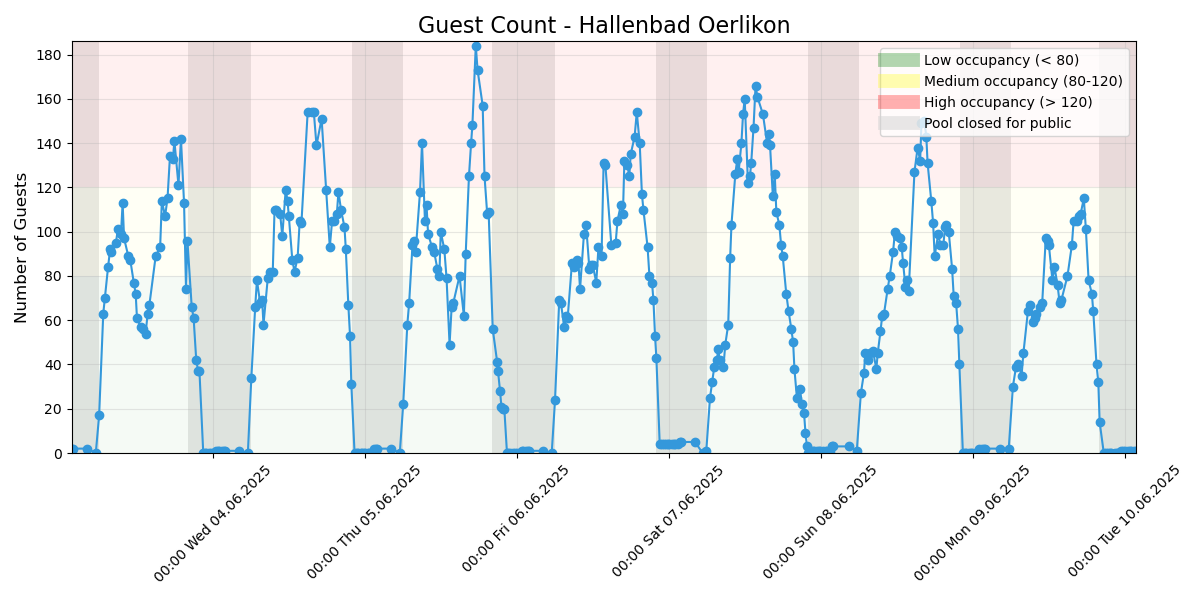 Guest Count - Hallenbad Oerlikon
Low occupancy (< 80)
Medium occupancy (80-120)
High occupancy (> 120)
Pool closed for public
Number of Guests
180
160
140
120
100
80
60
40
20
0
00:00 Wed 04.06.2025
00:00 Thu 05.06.2025
00:00 Fri 06.06.2025
00:00 Sat 07.06.2025
00:00 Sun 08.06.2025
00:00 Mon 09.06.2025
00:00 Tue 10.06.2025